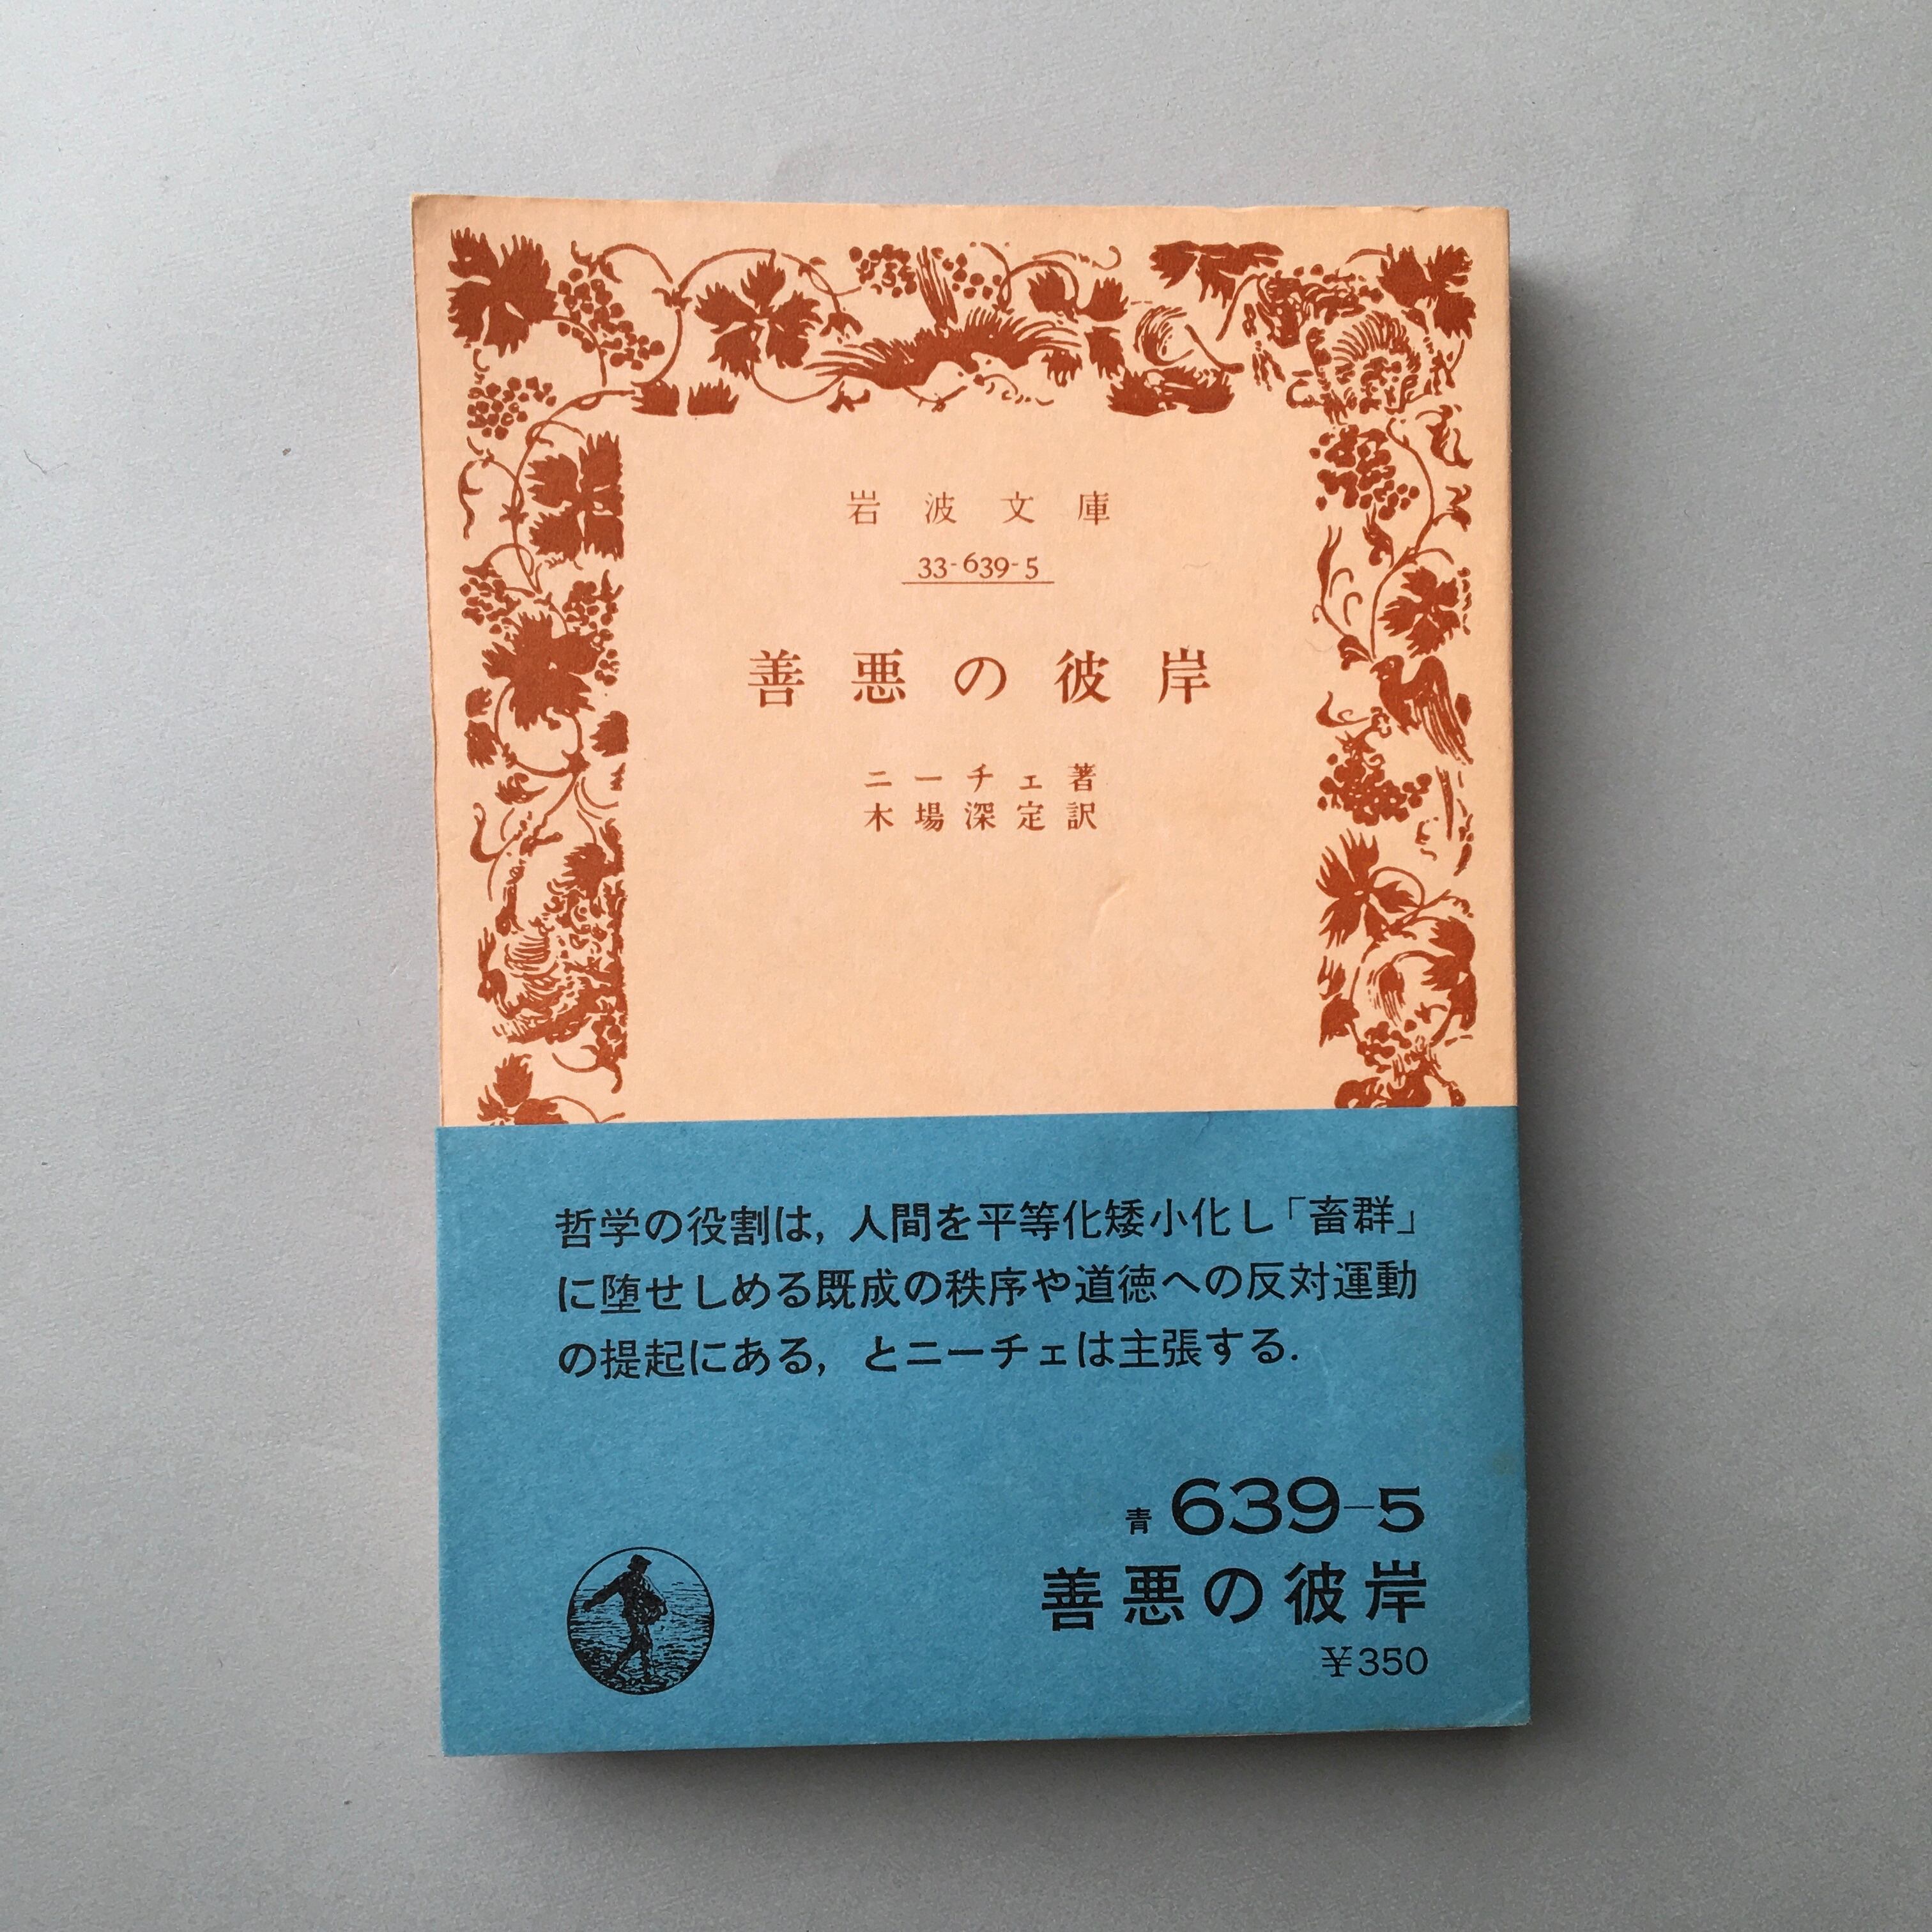 岩波文庫
33-639-5
善悪の彼岸
ニーチェ著
木場深定訳
哲学の役割は，人間を平等化矮小化し「畜群」
に堕せしめる既成の秩序や道徳への反対運動
の提起にある，とニーチェは主張する．
青 639-5
善悪の彼岸
¥350